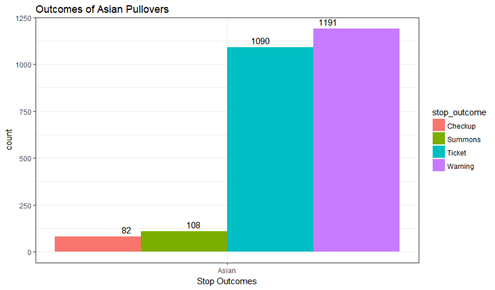 Outcomes of Asian Pullovers
1250
1000
750
500
250
0
count
82
108
1090
1191
Asian
Stop Outcomes
stop_outcome
Checkup
Summons
Ticket
Warning